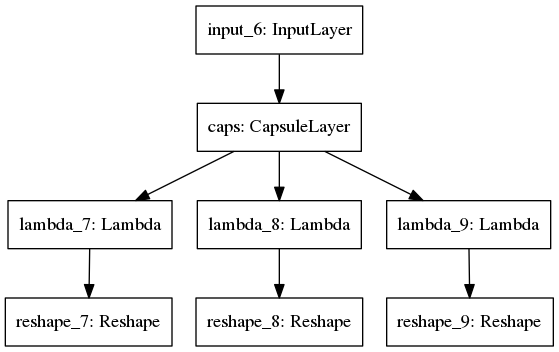 input_6: InputLayer
caps: CapsuleLayer
lambda_7: Lambda
lambda_8: Lambda
lambda_9: Lambda
reshape_7: Reshape
reshape_8: Reshape
reshape_9: Reshape